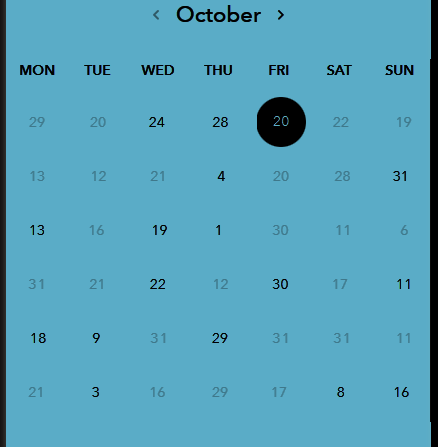 ‹ October ›
MON TUE WED THU FRI SAT SUN
29 20 24 28 20 22 19
13 12 21 4 20 28 31
13 16 19 1 30 11 6
31 21 22 12 30 17 11
18 9 31 29 31 31 11
21 3 16 29 17 8 16